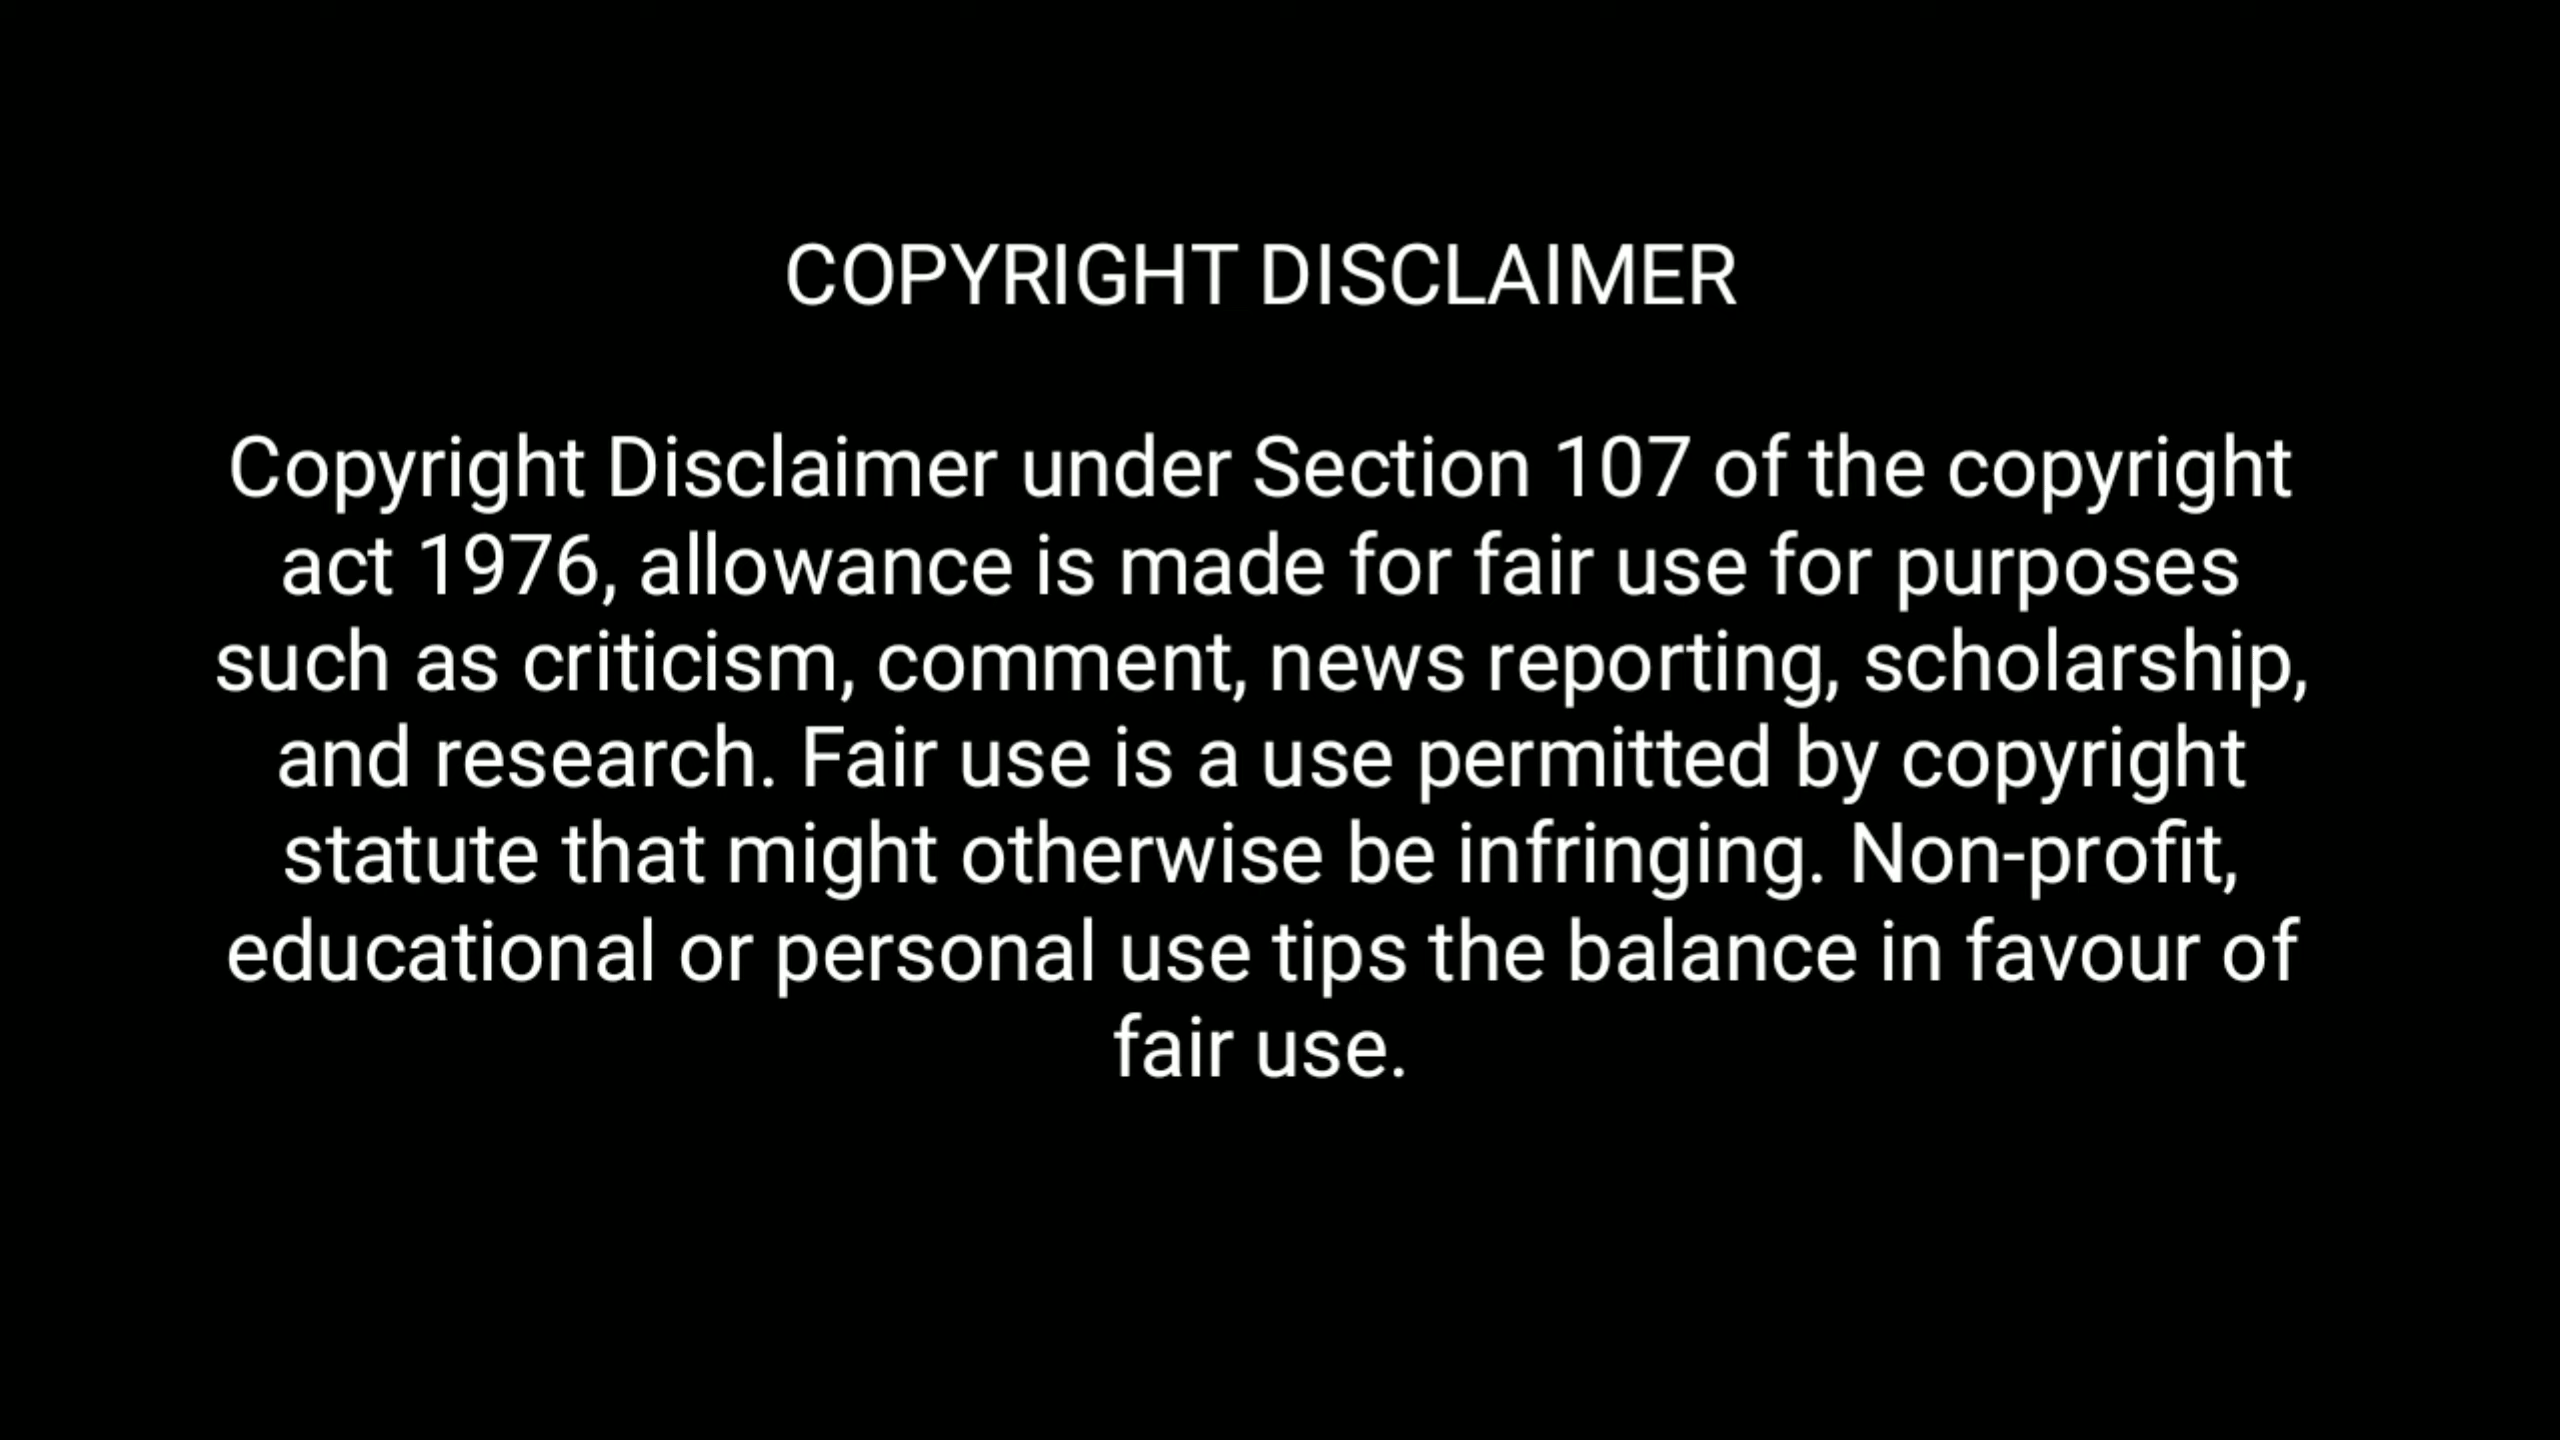 COPYRIGHT DISCLAIMER
Copyright Disclaimer under Section 107 of the copyright
act 1976, allowance is made for fair use for purposes
such as criticism, comment, news reporting, scholarship,
and research. Fair use is a use permitted by copyright
statute that might otherwise be infringing. Non-profit,
educational or personal use tips the balance in favour of
fair use.